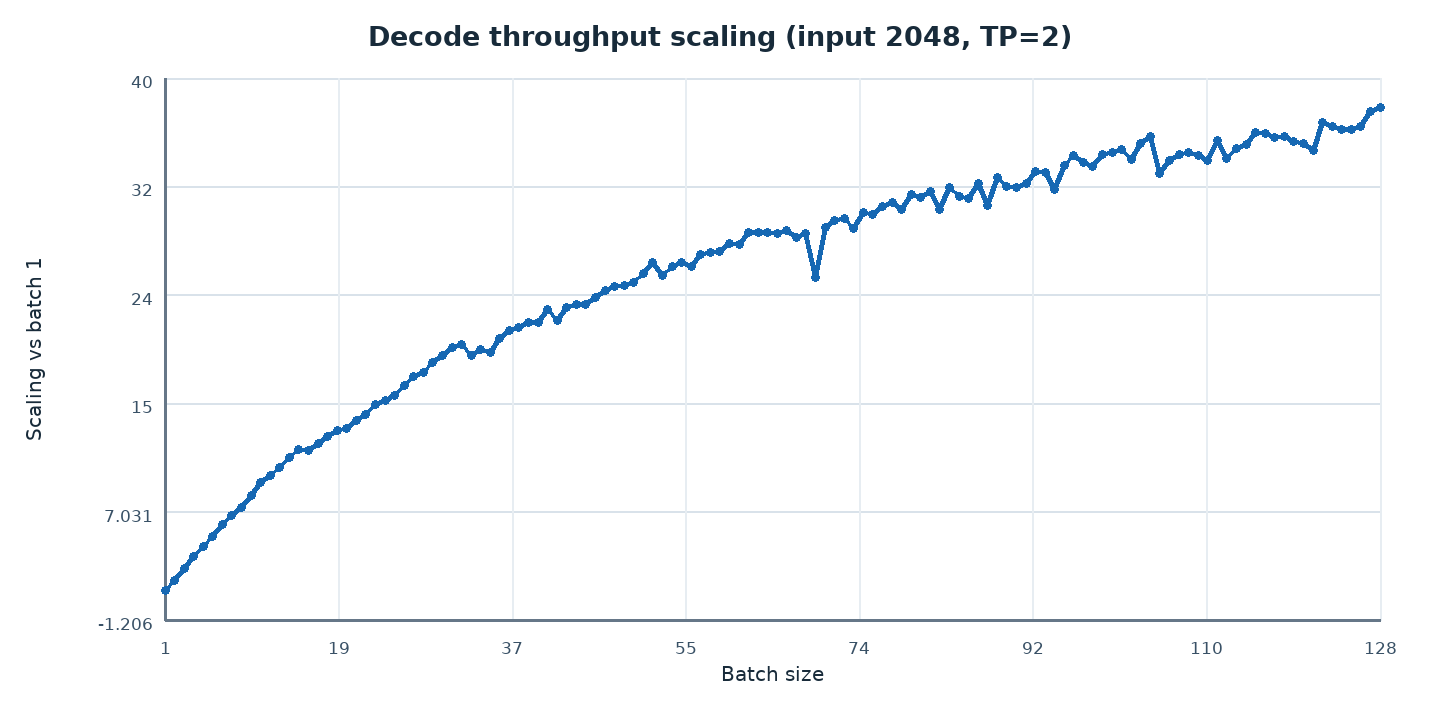 Decode throughput scaling (input 2048, TP=2)
40
32
24
15
7.031
-1.206
Scaling vs batch 1
1 19 37 55 74 92 110 128
Batch size